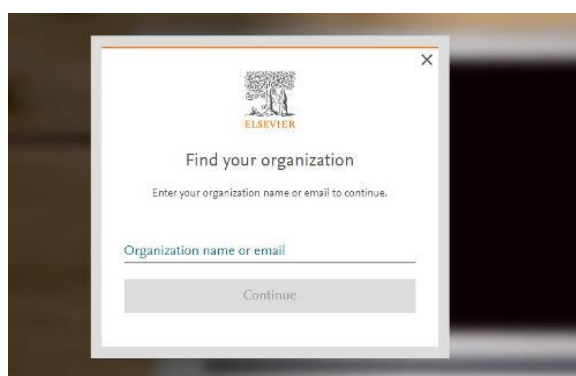 ELSEVIER
Find your organization
Enter your organization name or email to continue.
Organization name or email
Continue